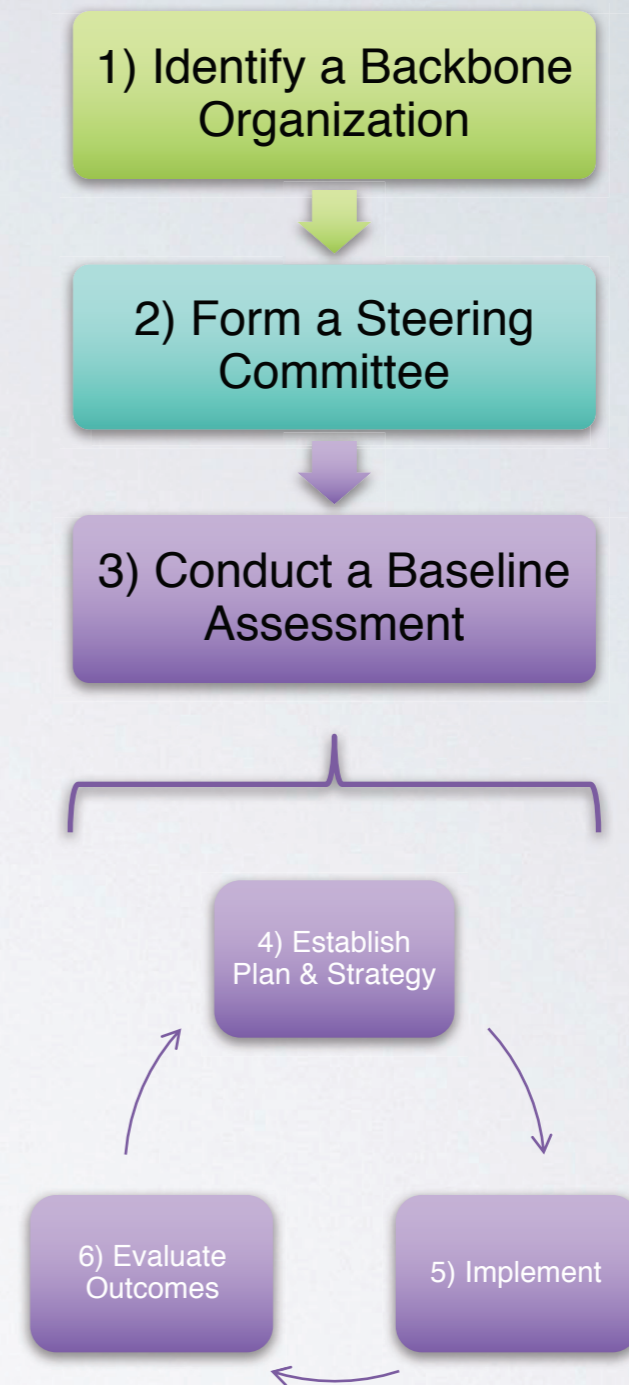 1) Identify a Backbone
Organization
2) Form a Steering
Committee
3) Conduct a Baseline
Assessment
4) Establish
Plan & Strategy
5) Implement
6) Evaluate
Outcomes